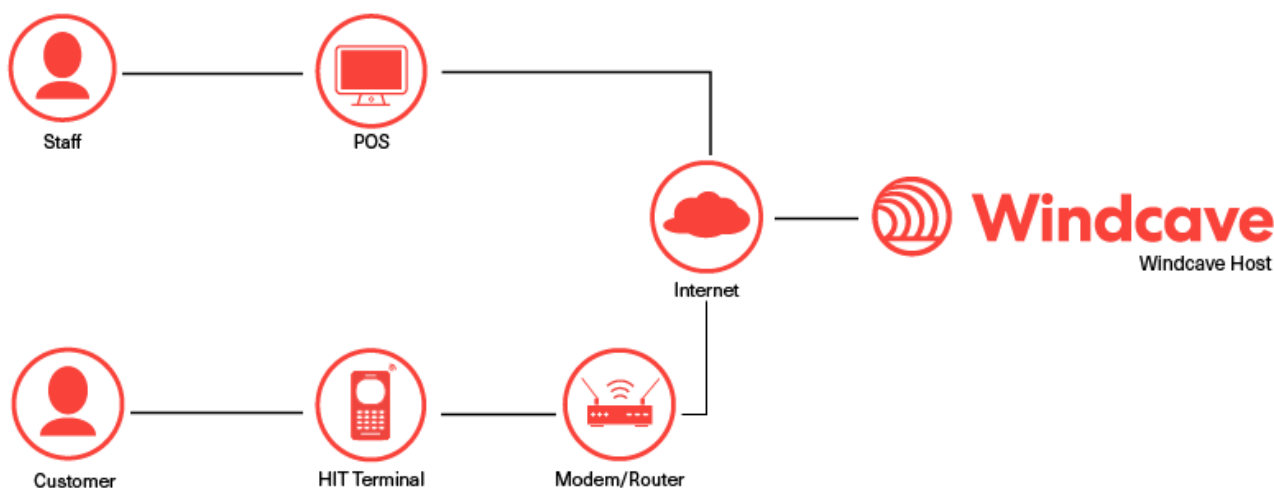 Staff
POS
Internet
Windcave
Windcave Host
Customer
HIT Terminal
Modem/Router